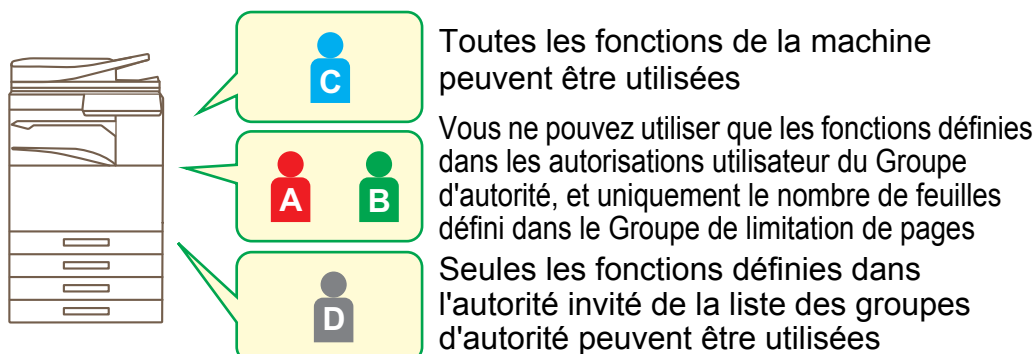 C
Toutes les fonctions de la machine
peuvent être utilisées
A B
Vous ne pouvez utiliser que les fonctions définies
dans les autorisations utilisateur du Groupe
d'autorité, et uniquement le nombre de feuilles
défini dans le Groupe de limitation de pages
D
Seules les fonctions définies dans
l'autorité invité de la liste des groupes
d'autorité peuvent être utilisées